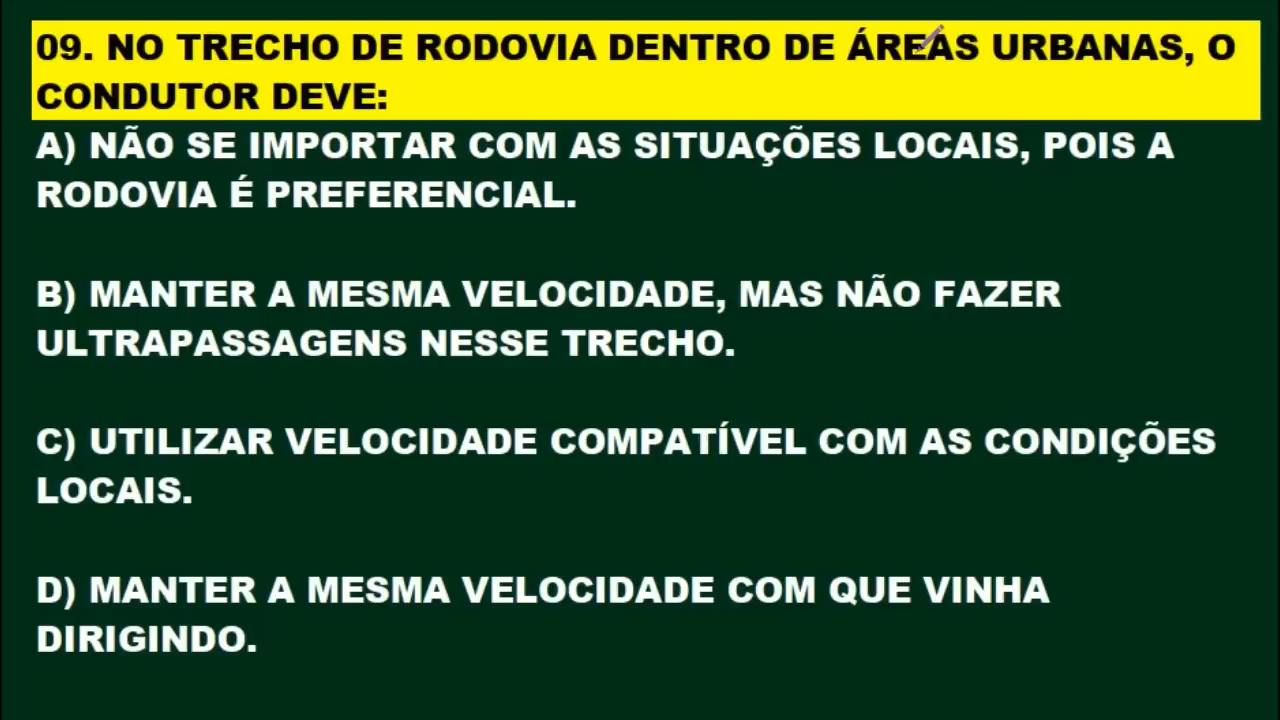 09. NO TRECHO DE RODOVIA DENTRO DE ÁREAS URBANAS, O
CONDUTOR DEVE:
A) NÃO SE IMPORTAR COM AS SITUAÇÕES LOCAIS, POIS A
RODOVIA É PREFERENCIAL.
B) MANTER A MESMA VELOCIDADE, MAS NÃO FAZER
ULTRAPASSAGENS NESSE TRECHO.
C) UTILIZAR VELOCIDADE COMPATÍVEL COM AS CONDIÇÕES
LOCAIS.
D) MANTER A MESMA VELOCIDADE COM QUE VINHA
DIRIGINDO.